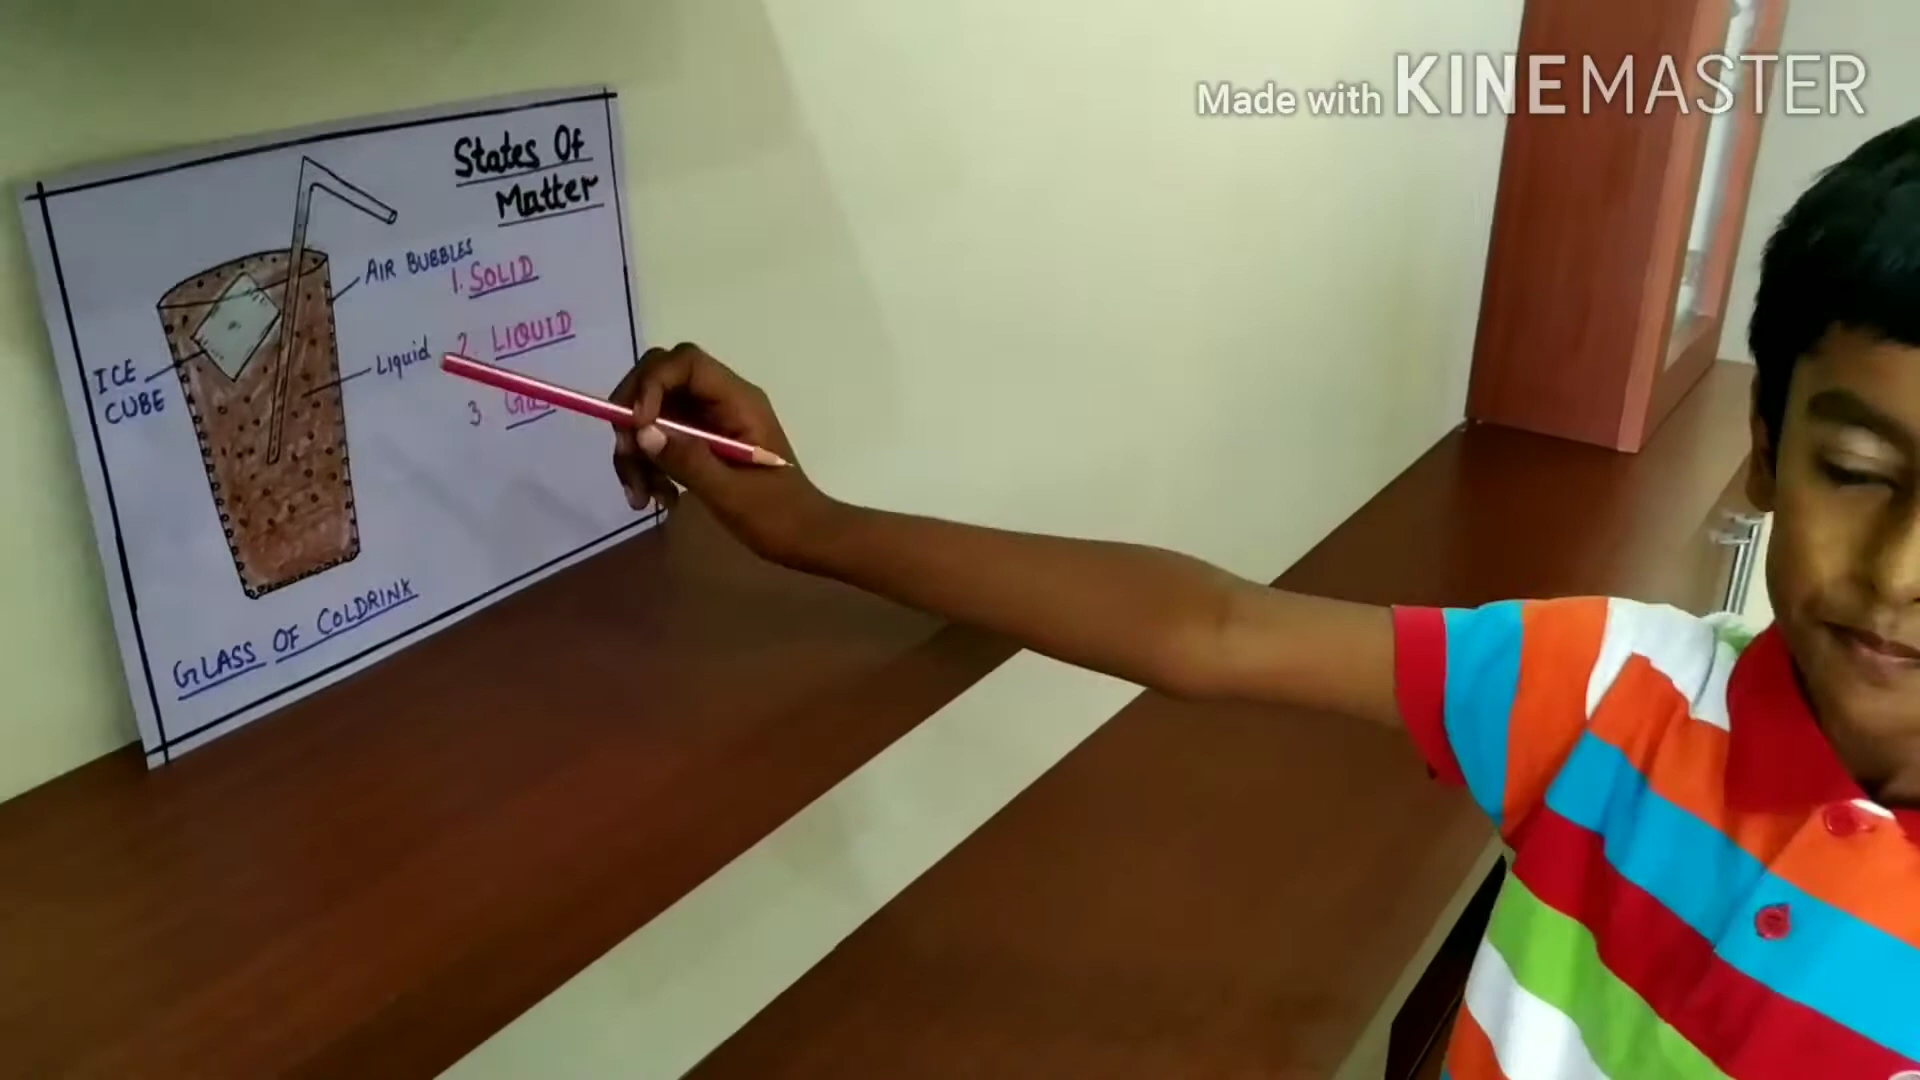 Made with KINEMASTER
States Of
Matter
AIR BUBBLES
1. SOLID
2. LIQUID
Liquid
ICE
CUBE
3 Gas
GLASS OF COLDRINK